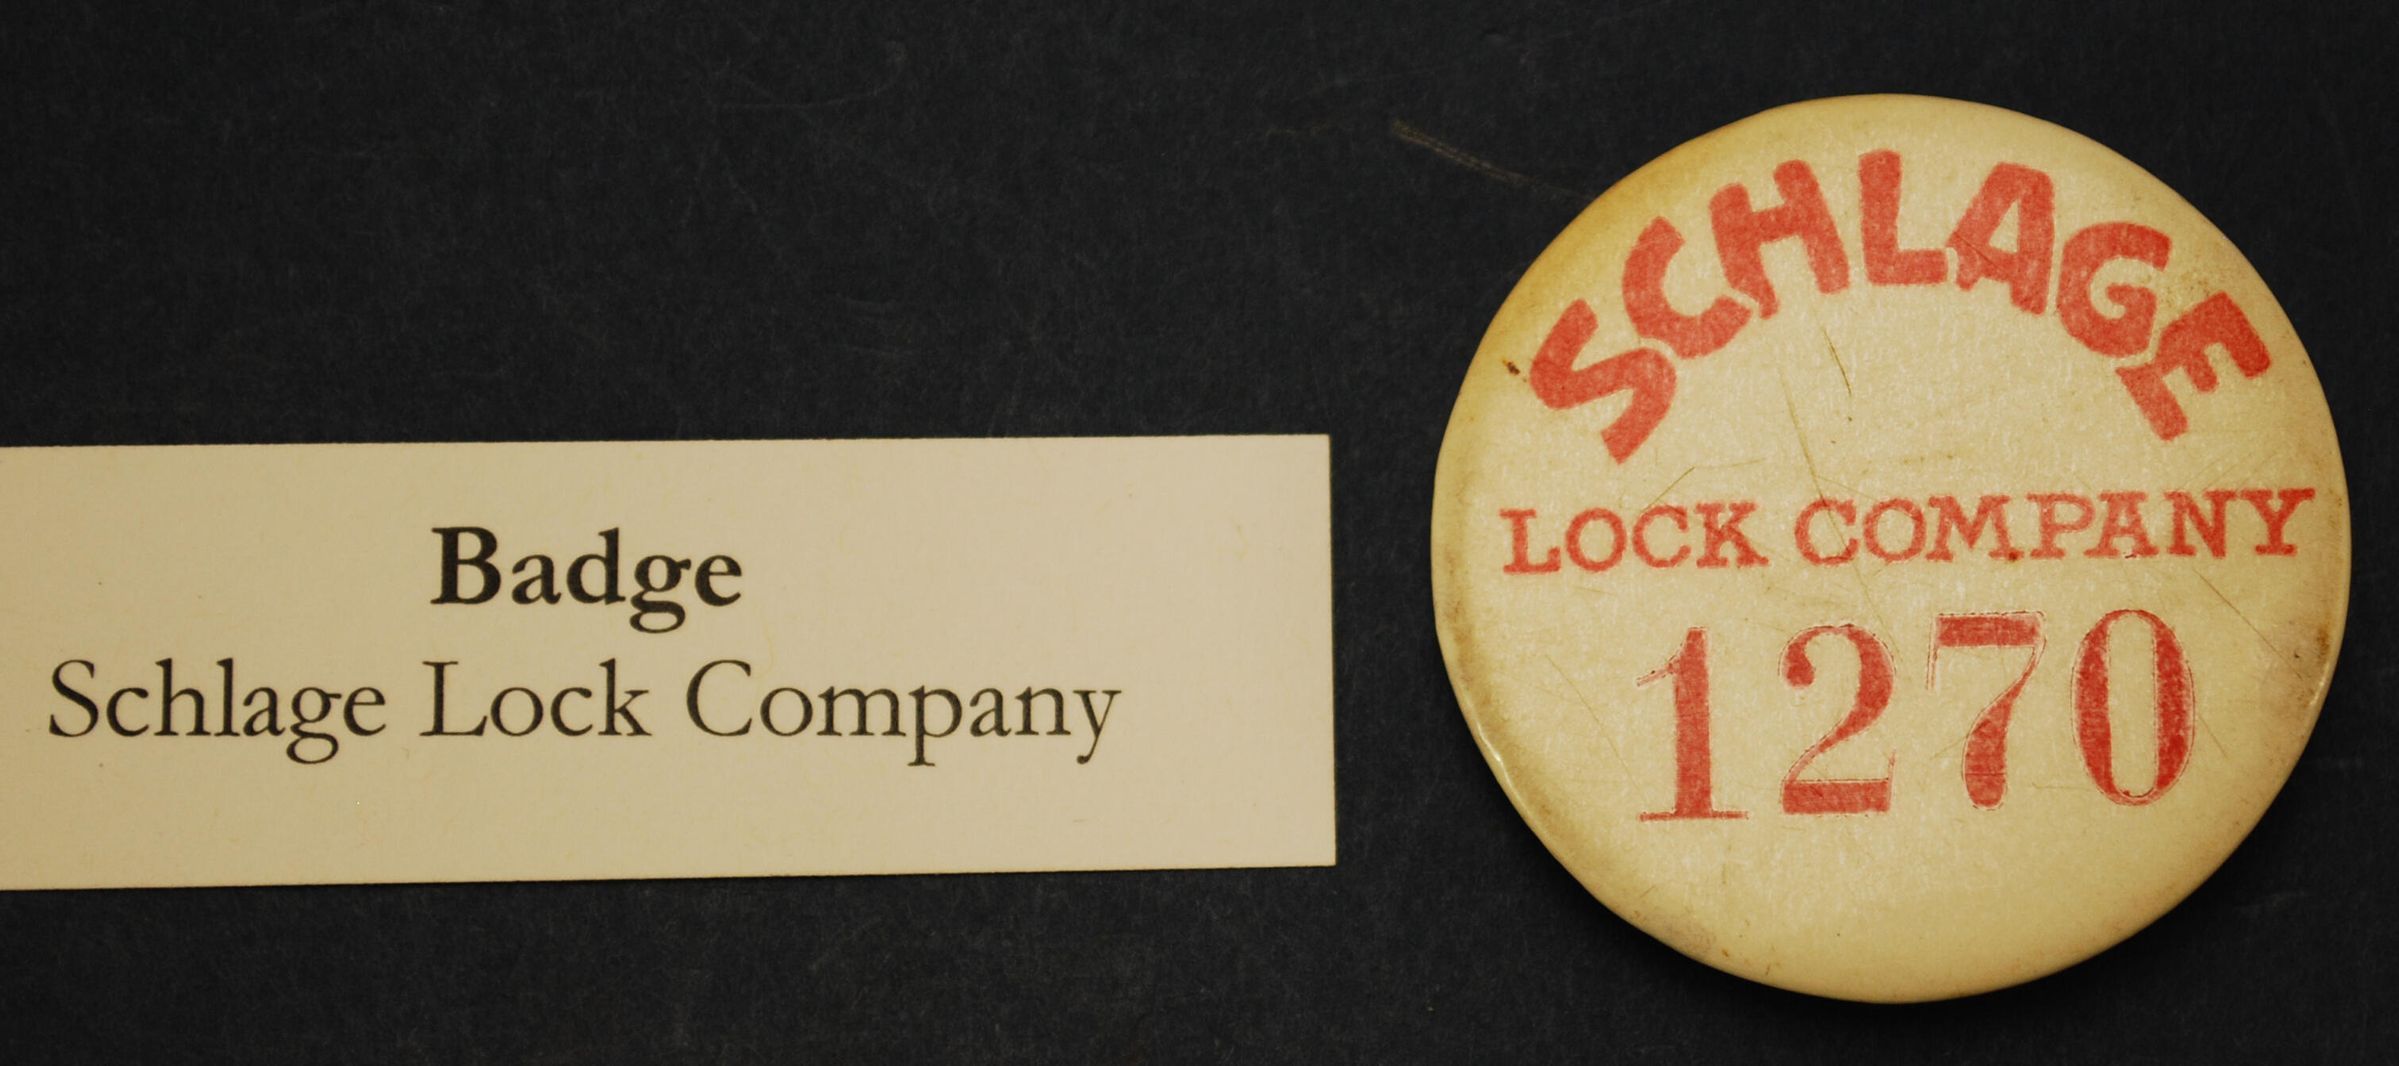 Badge
Schlage Lock Company
SCHLAGE
LOCK COMPANY
1270